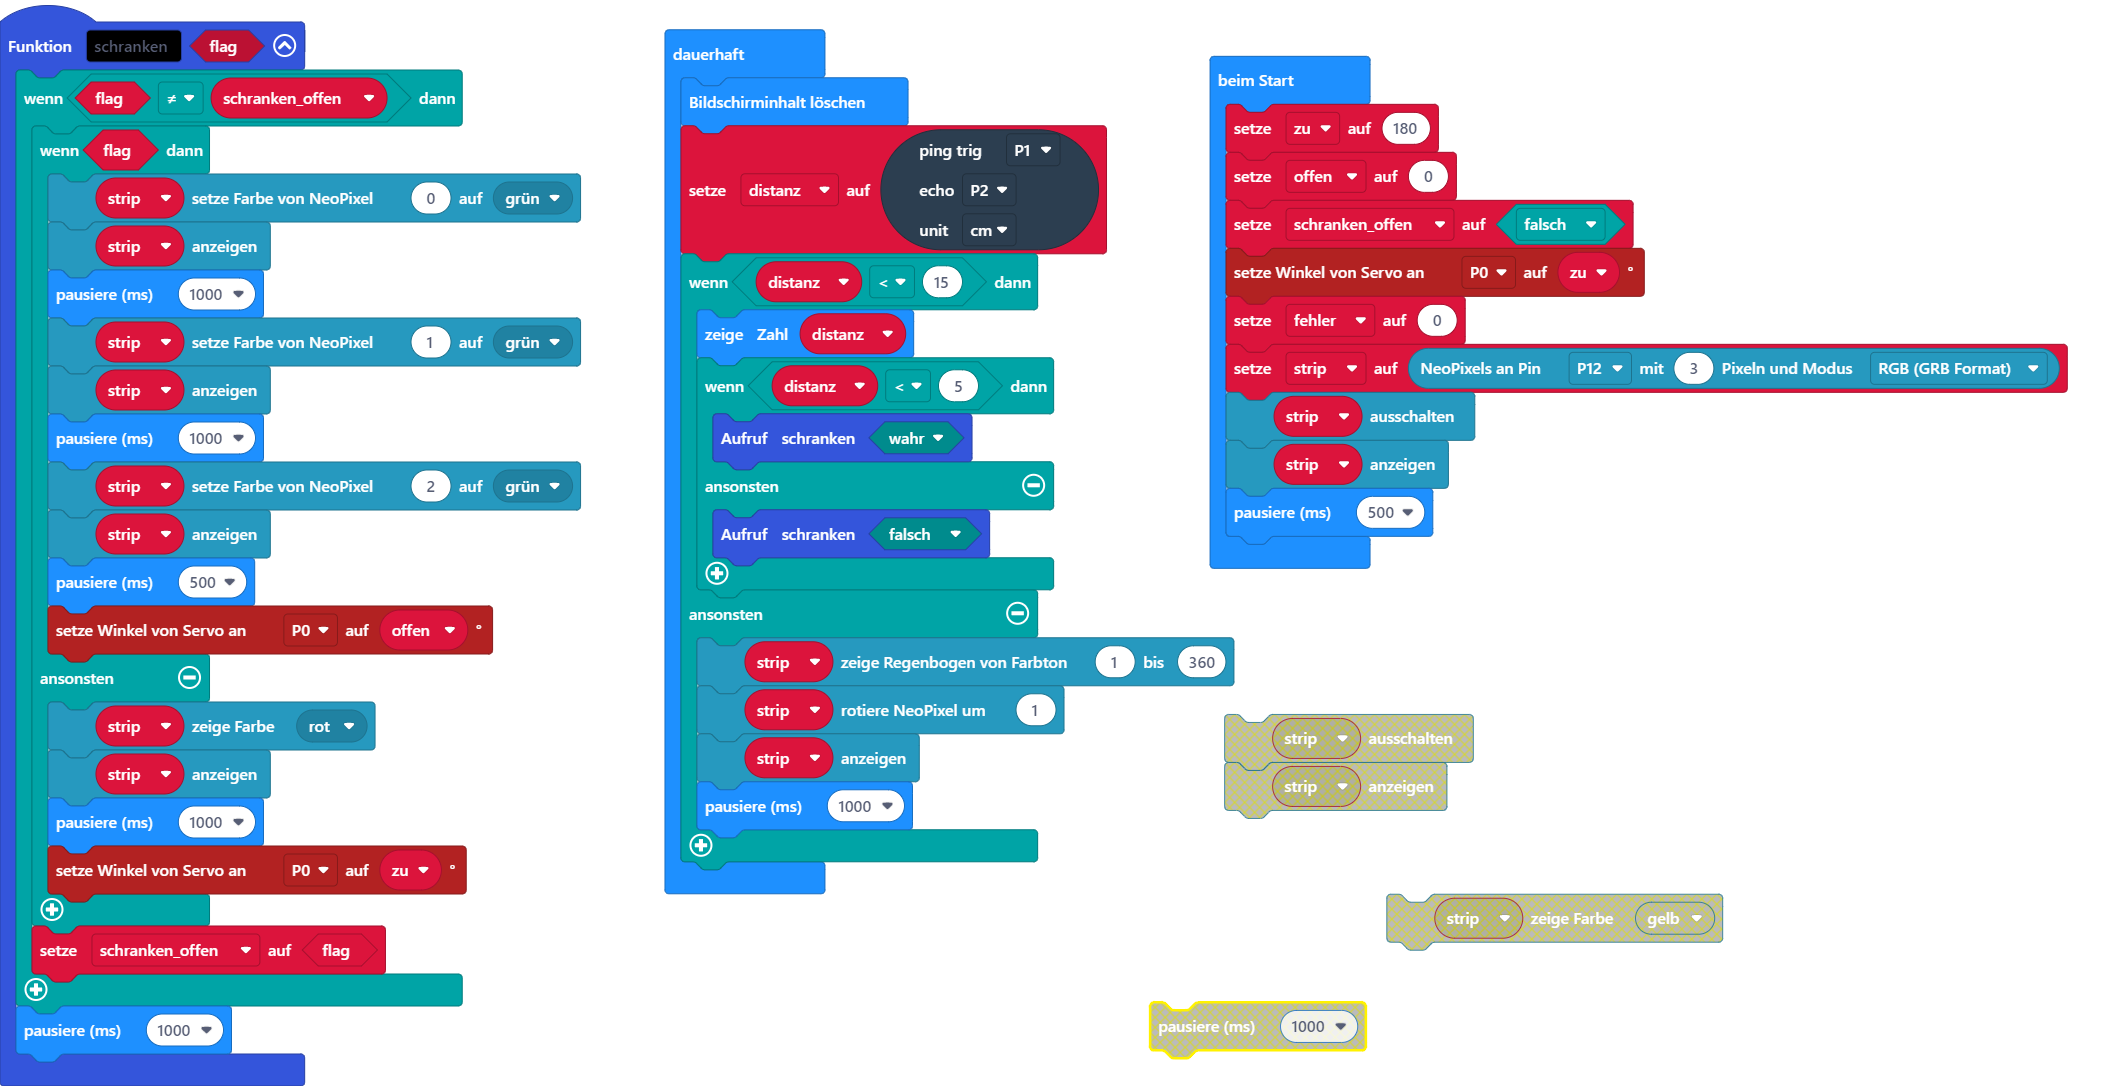 Funktion schranken flag
wenn flag ≠ schranken_offen dann
wenn flag dann
strip setze Farbe von NeoPixel 0 auf grün
strip anzeigen
pausiere (ms) 1000
strip setze Farbe von NeoPixel 1 auf grün
strip anzeigen
pausiere (ms) 1000
strip setze Farbe von NeoPixel 2 auf grün
strip anzeigen
pausiere (ms) 500
setze Winkel von Servo an P0 auf offen °
ansonsten
strip zeige Farbe rot
strip anzeigen
pausiere (ms) 1000
setze Winkel von Servo an P0 auf zu °
setze schranken_offen auf flag
pausiere (ms) 1000
dauerhaft
Bildschirminhalt löschen
ping trig P1
setze distanz auf echo P2
unit cm
wenn distanz < 15 dann
zeige Zahl distanz
wenn distanz < 5 dann
Aufruf schranken wahr
ansonsten
Aufruf schranken falsch
ansonsten
strip zeige Regenbogen von Farbton 1 bis 360
strip rotiere NeoPixel um 1
strip anzeigen
pausiere (ms) 1000
beim Start
setze zu auf 180
setze offen auf 0
setze schranken_offen auf falsch
setze Winkel von Servo an P0 auf zu °
setze fehler auf 0
setze strip auf NeoPixels an Pin P12 mit 3 Pixeln und Modus RGB (GRB Format)
strip ausschalten
strip anzeigen
pausiere (ms) 500
strip ausschalten
strip anzeigen
strip zeige Farbe gelb
pausiere (ms) 1000